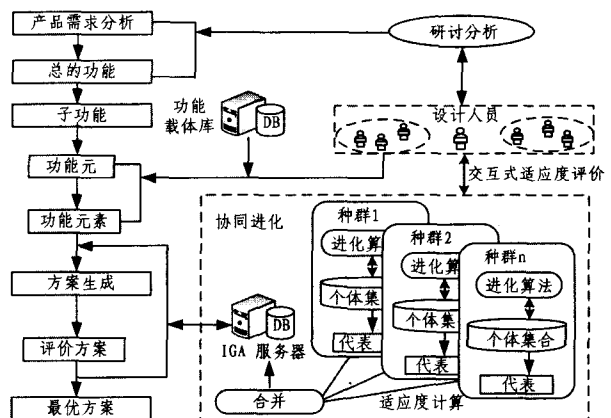 产品需求分析
总的功能
子功能
功能元
功能元素
方案生成
评价方案
最优方案
研讨分析
功能
载体库
DB
设计人员
交互式适应度评价
协同进化
种群1
进化算
个体集
代表
种群2
进化算
个体集
代表
种群n
进化算法
个体集合
代表
DB
IGA 服务器
合并
适应度计算